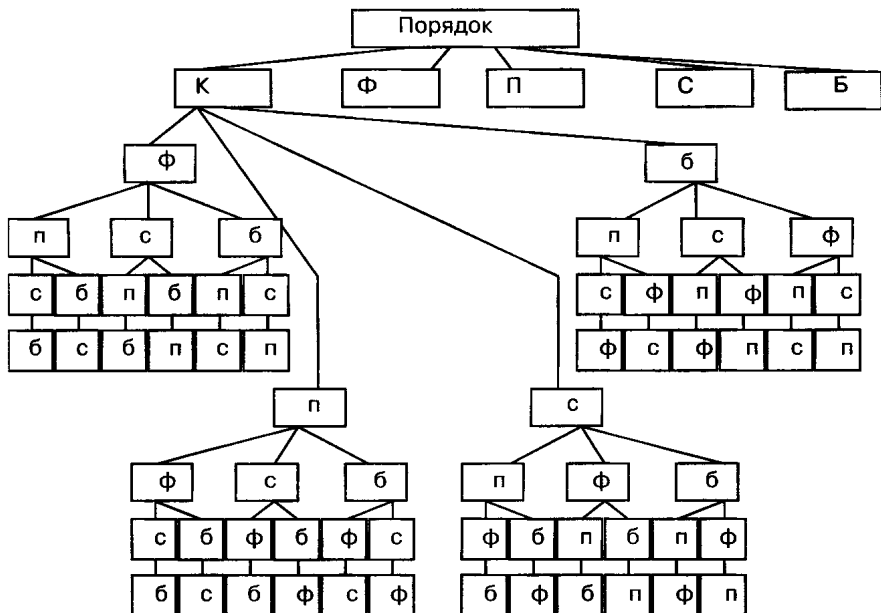 Порядок
К Ф П С Б
ф б
п с б п с ф
с б п б п с с ф п ф п с
б с б п с п ф с ф п с п
п с
ф с б п ф б
с б ф б ф с ф б п б п ф
б с б ф с ф б ф б п ф п